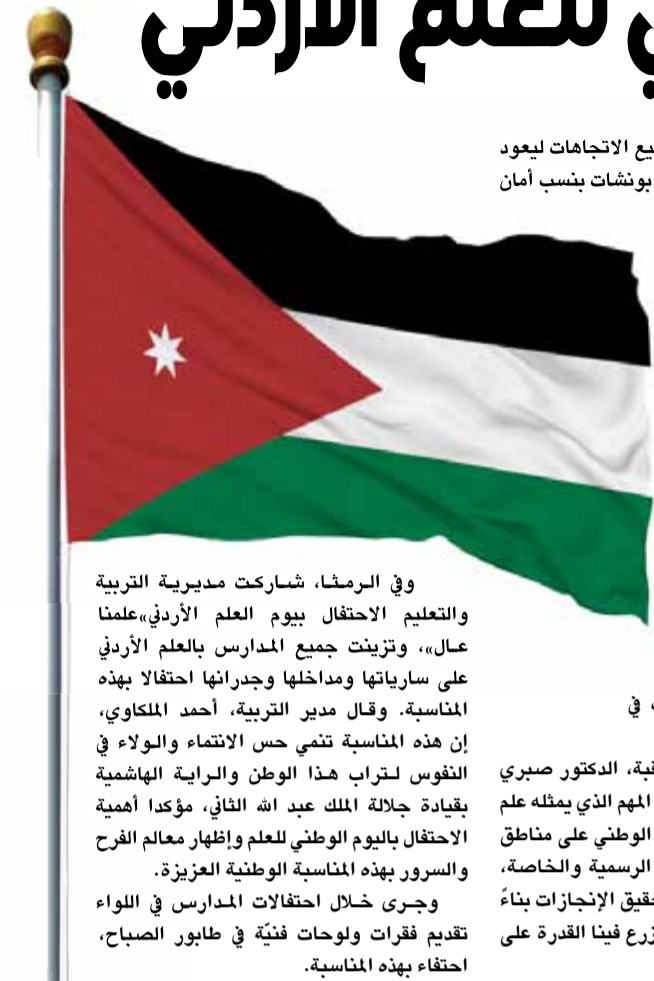 للعلم الأردني
يع الاتجاهات ليعود
بونشات بنسب أمان
في
الدكتور صبري
المهم الذي يمثله علم
الوطني على مناطق
الرسمية والخاصة،
الإنجازات بناءً
فينا القدرة على
وفي الرمثا، شاركت مديرية التربية
والتعليم الاحتفال بيوم العلم الأردني»علمنا
عال»، وتزينت جميع المدارس بالعلم الأردني
على سارياتها ومداخلها وجدرانها احتفالا بهذه
المناسبة. وقال مدير التربية، أحمد الملكاوي،
إن هذه المناسبة تنمي حس الانتماء والولاء في
النفوس لتراب هذا الوطن والراية الهاشمية
بقيادة جلالة الملك عبد الله الثاني، مؤكدا أهمية
الاحتفال باليوم الوطني للعلم وإظهار معالم الفرح
والسرور بهذه المناسبة الوطنية العزيزة.
وجرى خلال احتفالات المدارس في اللواء
تقديم فقرات ولوحات فنيّة في طابور الصباح،
احتفاء بهذه المناسبة.